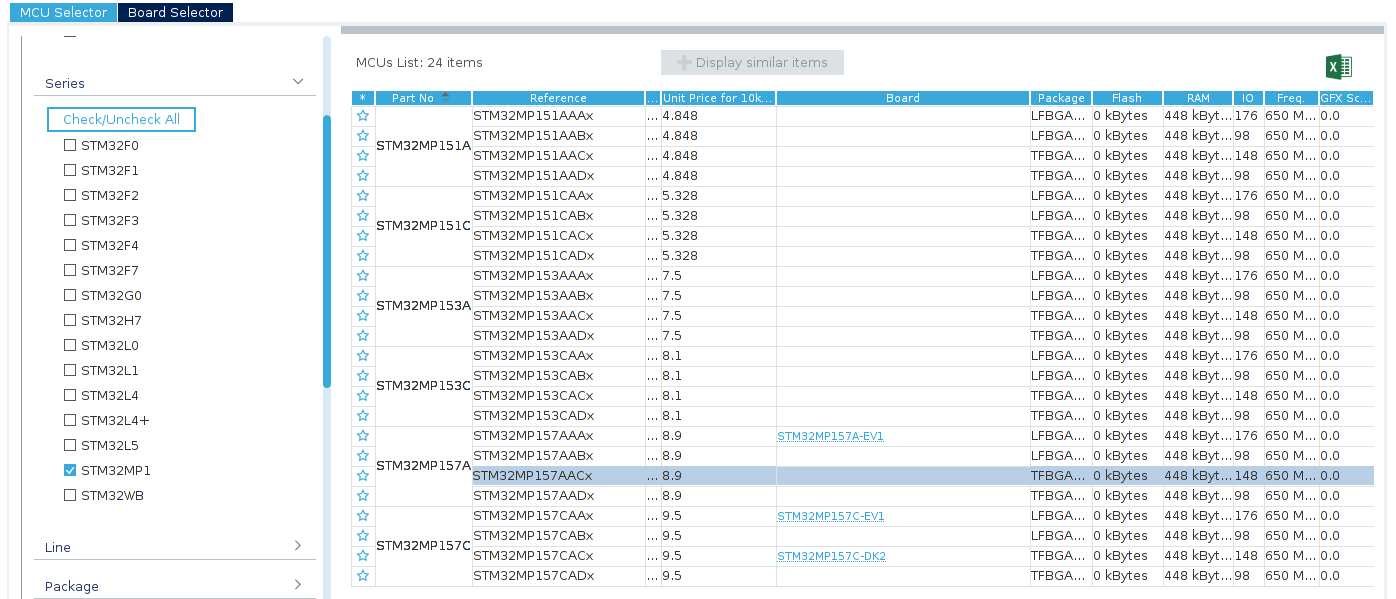 MCU Selector Board Selector
Series
Check/Uncheck All
STM32F0
STM32F1
STM32F2
STM32F3
STM32F4
STM32F7
STM32G0
STM32H7
STM32L0
STM32L1
STM32L4
STM32L4+
STM32L5
STM32MP1
STM32WB
Line
Package
MCUs List: 24 items
Display similar items
X
* Part No Reference ... Unit Price for 10k... Board Package Flash RAM IO Freq. GFX Sc...
STM32MP151A
STM32MP151AAAx ... 4.848 LFBGA... 0 kBytes 448 kByt... 176 650 M... 0.0
STM32MP151AABx ... 4.848 LFBGA... 0 kBytes 448 kByt... 98 650 M... 0.0
STM32MP151AACx ... 4.848 TFBGA... 0 kBytes 448 kByt... 148 650 M... 0.0
STM32MP151AADx ... 4.848 TFBGA... 0 kBytes 448 kByt... 98 650 M... 0.0
STM32MP151C
STM32MP151CAAx ... 5.328 LFBGA... 0 kBytes 448 kByt... 176 650 M... 0.0
STM32MP151CABx ... 5.328 LFBGA... 0 kBytes 448 kByt... 98 650 M... 0.0
STM32MP151CACx ... 5.328 TFBGA... 0 kBytes 448 kByt... 148 650 M... 0.0
STM32MP151CADx ... 5.328 TFBGA... 0 kBytes 448 kByt... 98 650 M... 0.0
STM32MP153A
STM32MP153AAAx ... 7.5 LFBGA... 0 kBytes 448 kByt... 176 650 M... 0.0
STM32MP153AABx ... 7.5 LFBGA... 0 kBytes 448 kByt... 98 650 M... 0.0
STM32MP153AACx ... 7.5 TFBGA... 0 kBytes 448 kByt... 148 650 M... 0.0
STM32MP153AADx ... 7.5 TFBGA... 0 kBytes 448 kByt... 98 650 M... 0.0
STM32MP153C
STM32MP153CAAx ... 8.1 LFBGA... 0 kBytes 448 kByt... 176 650 M... 0.0
STM32MP153CABx ... 8.1 LFBGA... 0 kBytes 448 kByt... 98 650 M... 0.0
STM32MP153CACx ... 8.1 TFBGA... 0 kBytes 448 kByt... 148 650 M... 0.0
STM32MP153CADx ... 8.1 TFBGA... 0 kBytes 448 kByt... 98 650 M... 0.0
STM32MP157A
STM32MP157AAAx ... 8.9 STM32MP157A-EV1 LFBGA... 0 kBytes 448 kByt... 176 650 M... 0.0
STM32MP157AABx ... 8.9 LFBGA... 0 kBytes 448 kByt... 98 650 M... 0.0
STM32MP157AACx ... 8.9 TFBGA... 0 kBytes 448 kByt... 148 650 M... 0.0
STM32MP157AADx ... 8.9 TFBGA... 0 kBytes 448 kByt... 98 650 M... 0.0
STM32MP157C
STM32MP157CAAx ... 9.5 STM32MP157C-EV1 LFBGA... 0 kBytes 448 kByt... 176 650 M... 0.0
STM32MP157CABx ... 9.5 LFBGA... 0 kBytes 448 kByt... 98 650 M... 0.0
STM32MP157CACx ... 9.5 STM32MP157C-DK2 TFBGA... 0 kBytes 448 kByt... 148 650 M... 0.0
STM32MP157CADx ... 9.5 TFBGA... 0 kBytes 448 kByt... 98 650 M... 0.0